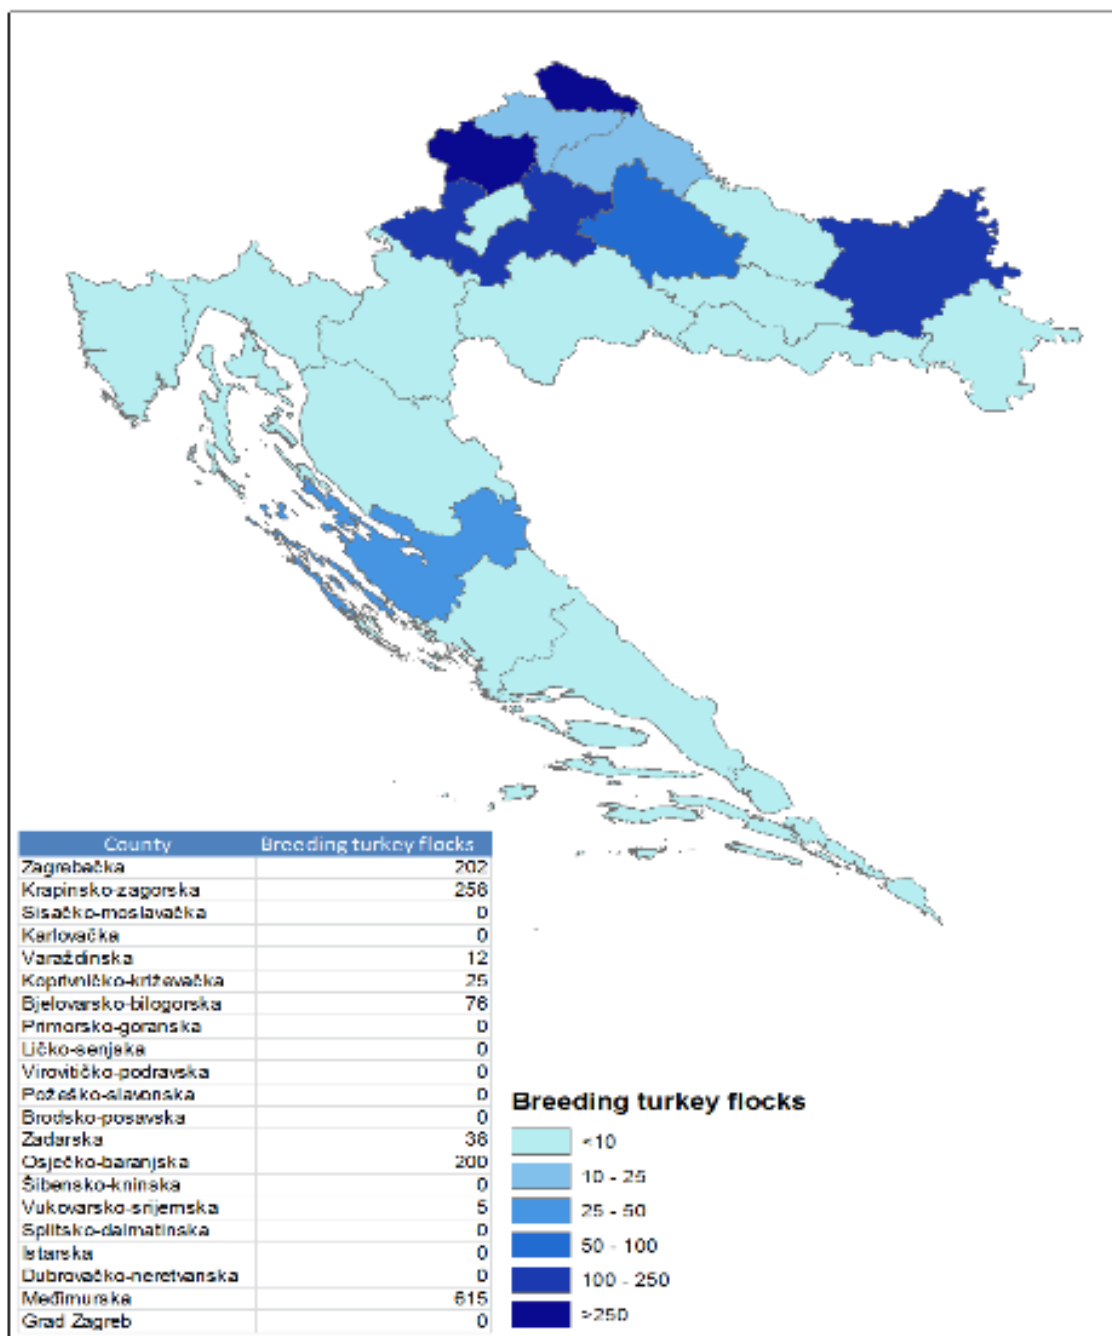 County Breeding turkey flocks
Zagrebačka 202
Krapinsko-zagorska 258
Sisačko-moslavačka 0
Karlovačka 0
Varaždinska 12
Koprivničko-križevačka 25
Bjelovarsko-bilogorska 76
Primorsko-goranska 0
Ličko-senjska 0
Virovitičko-podravska 0
Požeško-slavonska 0
Brodsko-posavska 0
Zadarska 38
Osječko-baranjska 200
Šibensko-kninska 0
Vukovarsko-srijemska 5
Splitsko-dalmatinska 0
Istarska 0
Dubrovačko-neretvanska 0
Međimurska 615
Grad Zagreb 0
Breeding turkey flocks
<10
10 - 25
25 - 50
50 - 100
100 - 250
>250